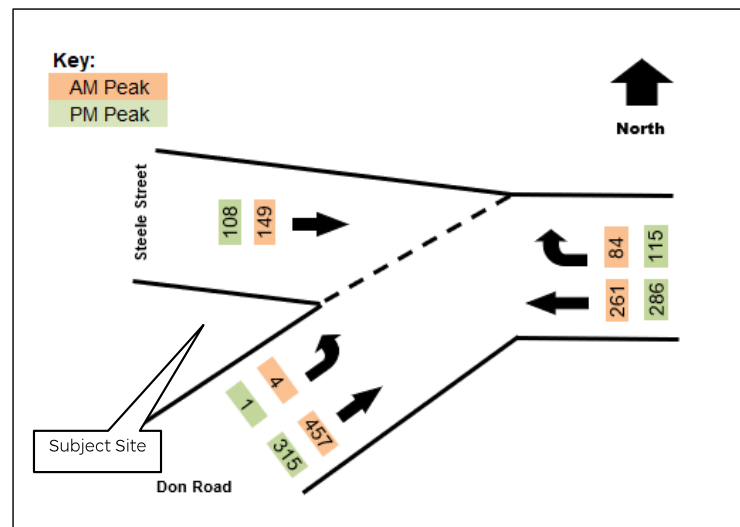 Key:
AM Peak
PM Peak
North
Steele Street
108
149
84
115
261
286
1
4
315
457
Subject Site
Don Road